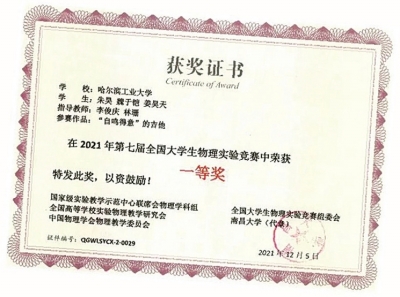 获奖证书
Certificate of Award
学 校：哈尔滨工业大学
学 生：朱昊 魏子铠 姜昊天
指导教师：李俊庆 林珊
参赛作品：“自鸣得意”的吉他
在 2021 年第七届全国大学生物理实验竞赛中荣获
一等奖
特发此奖，以资鼓励！
国家级实验教学示范中心联席会物理学科组
全国高等学校实验物理教学研究会
中国物理学会物理教学委员会
全国大学生物理实验竞赛组委会
南昌大学（代章）
2021 年 12 月 5 日
证件编号：QGWLSYCX-2-0029